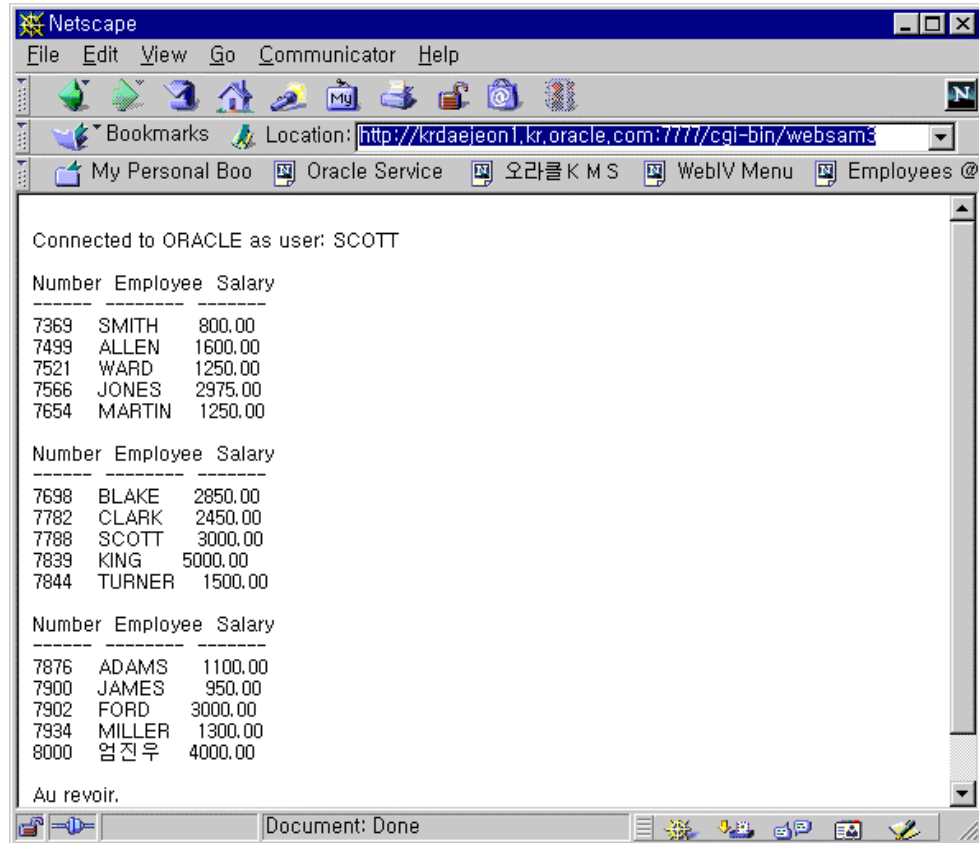 Netscape
File Edit View Go Communicator Help
My N
Bookmarks Location: http://krdaejeon1.kr.oracle.com:7777/cgi-bin/websam3
My Personal Boo Oracle Service 오라클 K M S WebIV Menu Employees @
Connected to ORACLE as user: SCOTT
Number Employee Salary
------ -------- -------
7369 SMITH 800.00
7499 ALLEN 1600.00
7521 WARD 1250.00
7566 JONES 2975.00
7654 MARTIN 1250.00
Number Employee Salary
------ -------- -------
7698 BLAKE 2850.00
7782 CLARK 2450.00
7788 SCOTT 3000.00
7839 KING 5000.00
7844 TURNER 1500.00
Number Employee Salary
------ -------- -------
7876 ADAMS 1100.00
7900 JAMES 950.00
7902 FORD 3000.00
7934 MILLER 1300.00
8000 엄진우 4000.00
Au revoir.
Document: Done